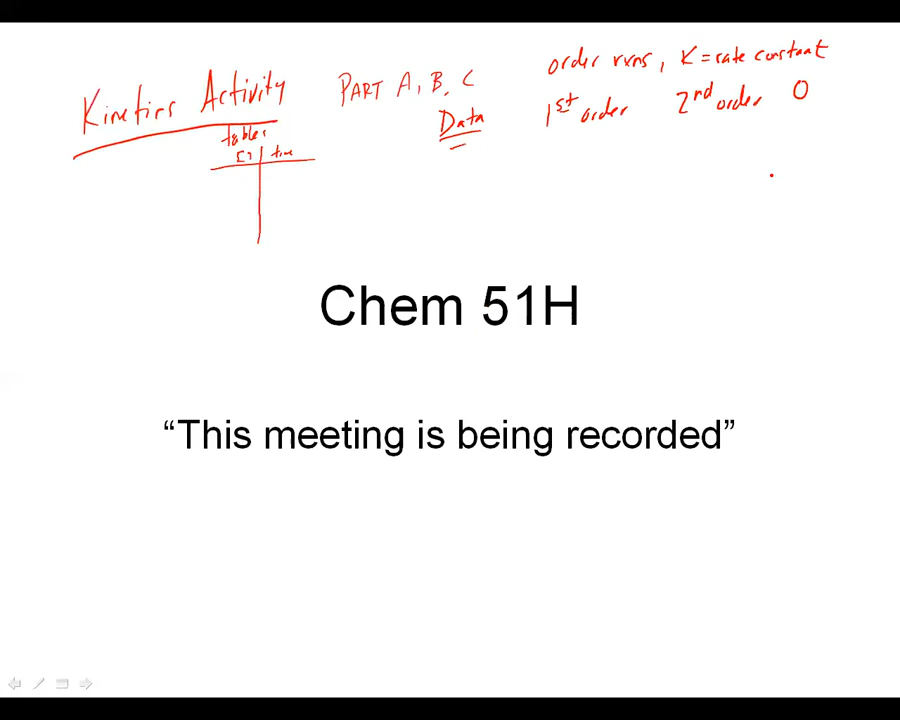 Kinetics Activity
PART A, B, C
Data
order rxns, K = rate constant
1st order 2nd order 0
tables
[ ] time
Chem 51H
“This meeting is being recorded”